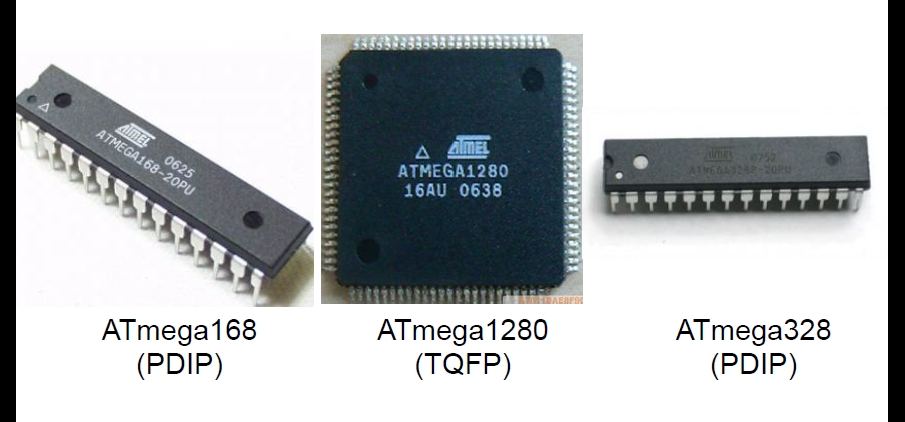 ATMEL 0625
ATMEGA168-20PU
ATMEL
ATMEGA1280
16AU 0638
ATMEL 0752
ATmega168
(PDIP)
ATmega1280
(TQFP)
ATmega328
(PDIP)